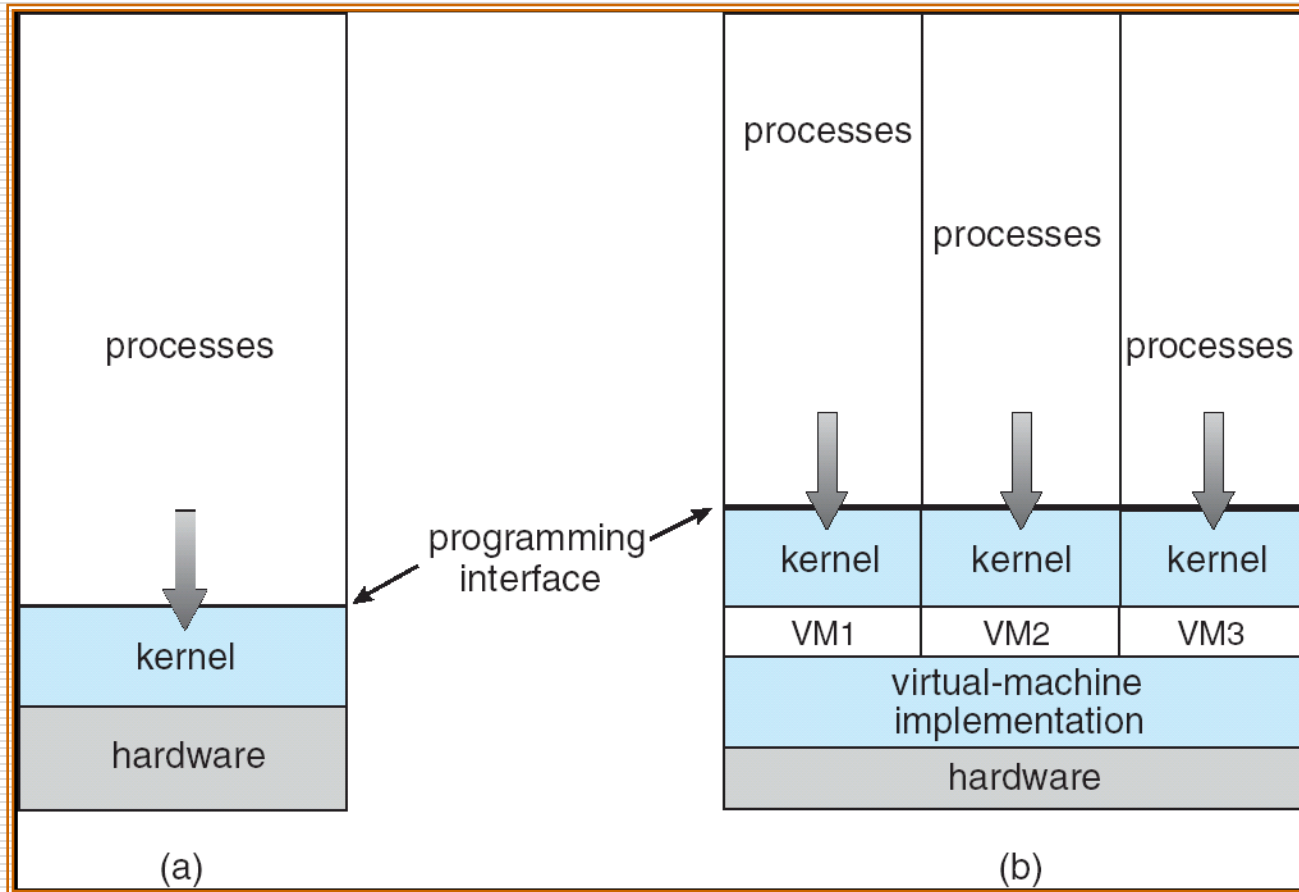 processes
programming
interface
kernel
hardware
(a)
processes
processes
processes
kernel
kernel
kernel
VM1
VM2
VM3
virtual-machine
implementation
hardware
(b)